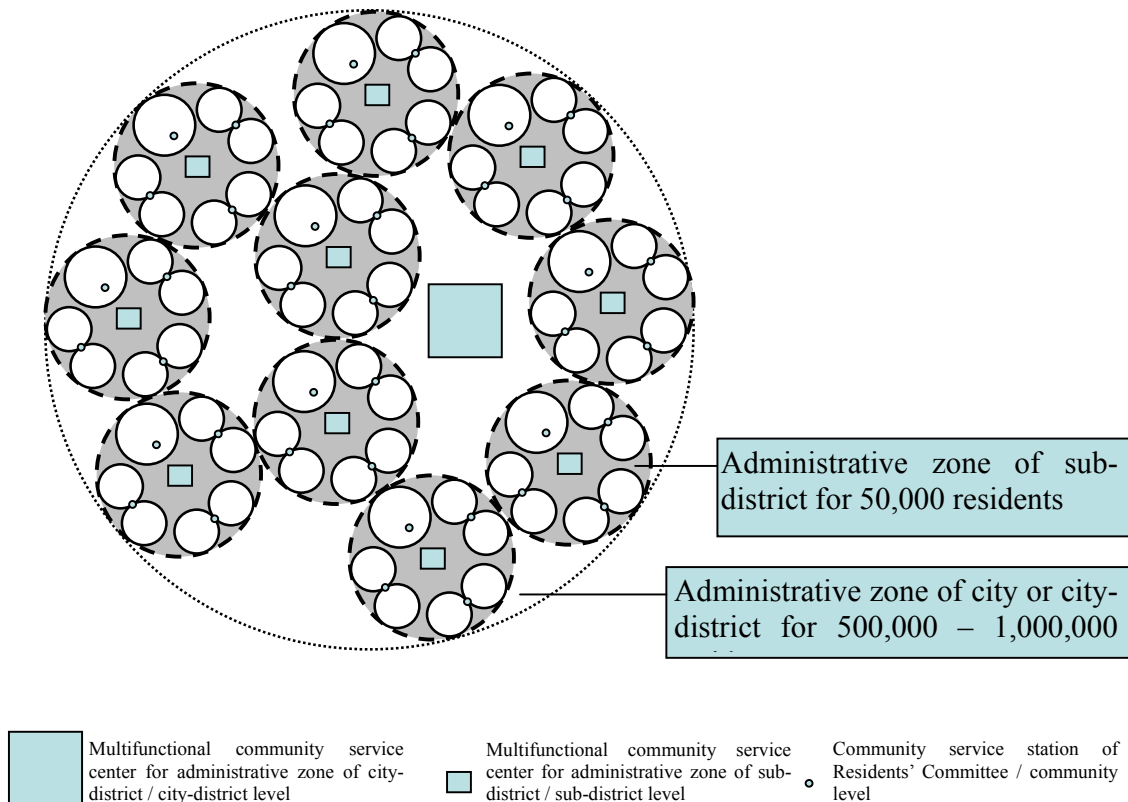 Administrative zone of sub-
district for 50,000 residents
Administrative zone of city or city-
district for 500,000 – 1,000,000
Multifunctional community service
center for administrative zone of city-
district / city-district level
Multifunctional community service
center for administrative zone of sub-
district / sub-district level
Community service station of
Residents’ Committee / community
level